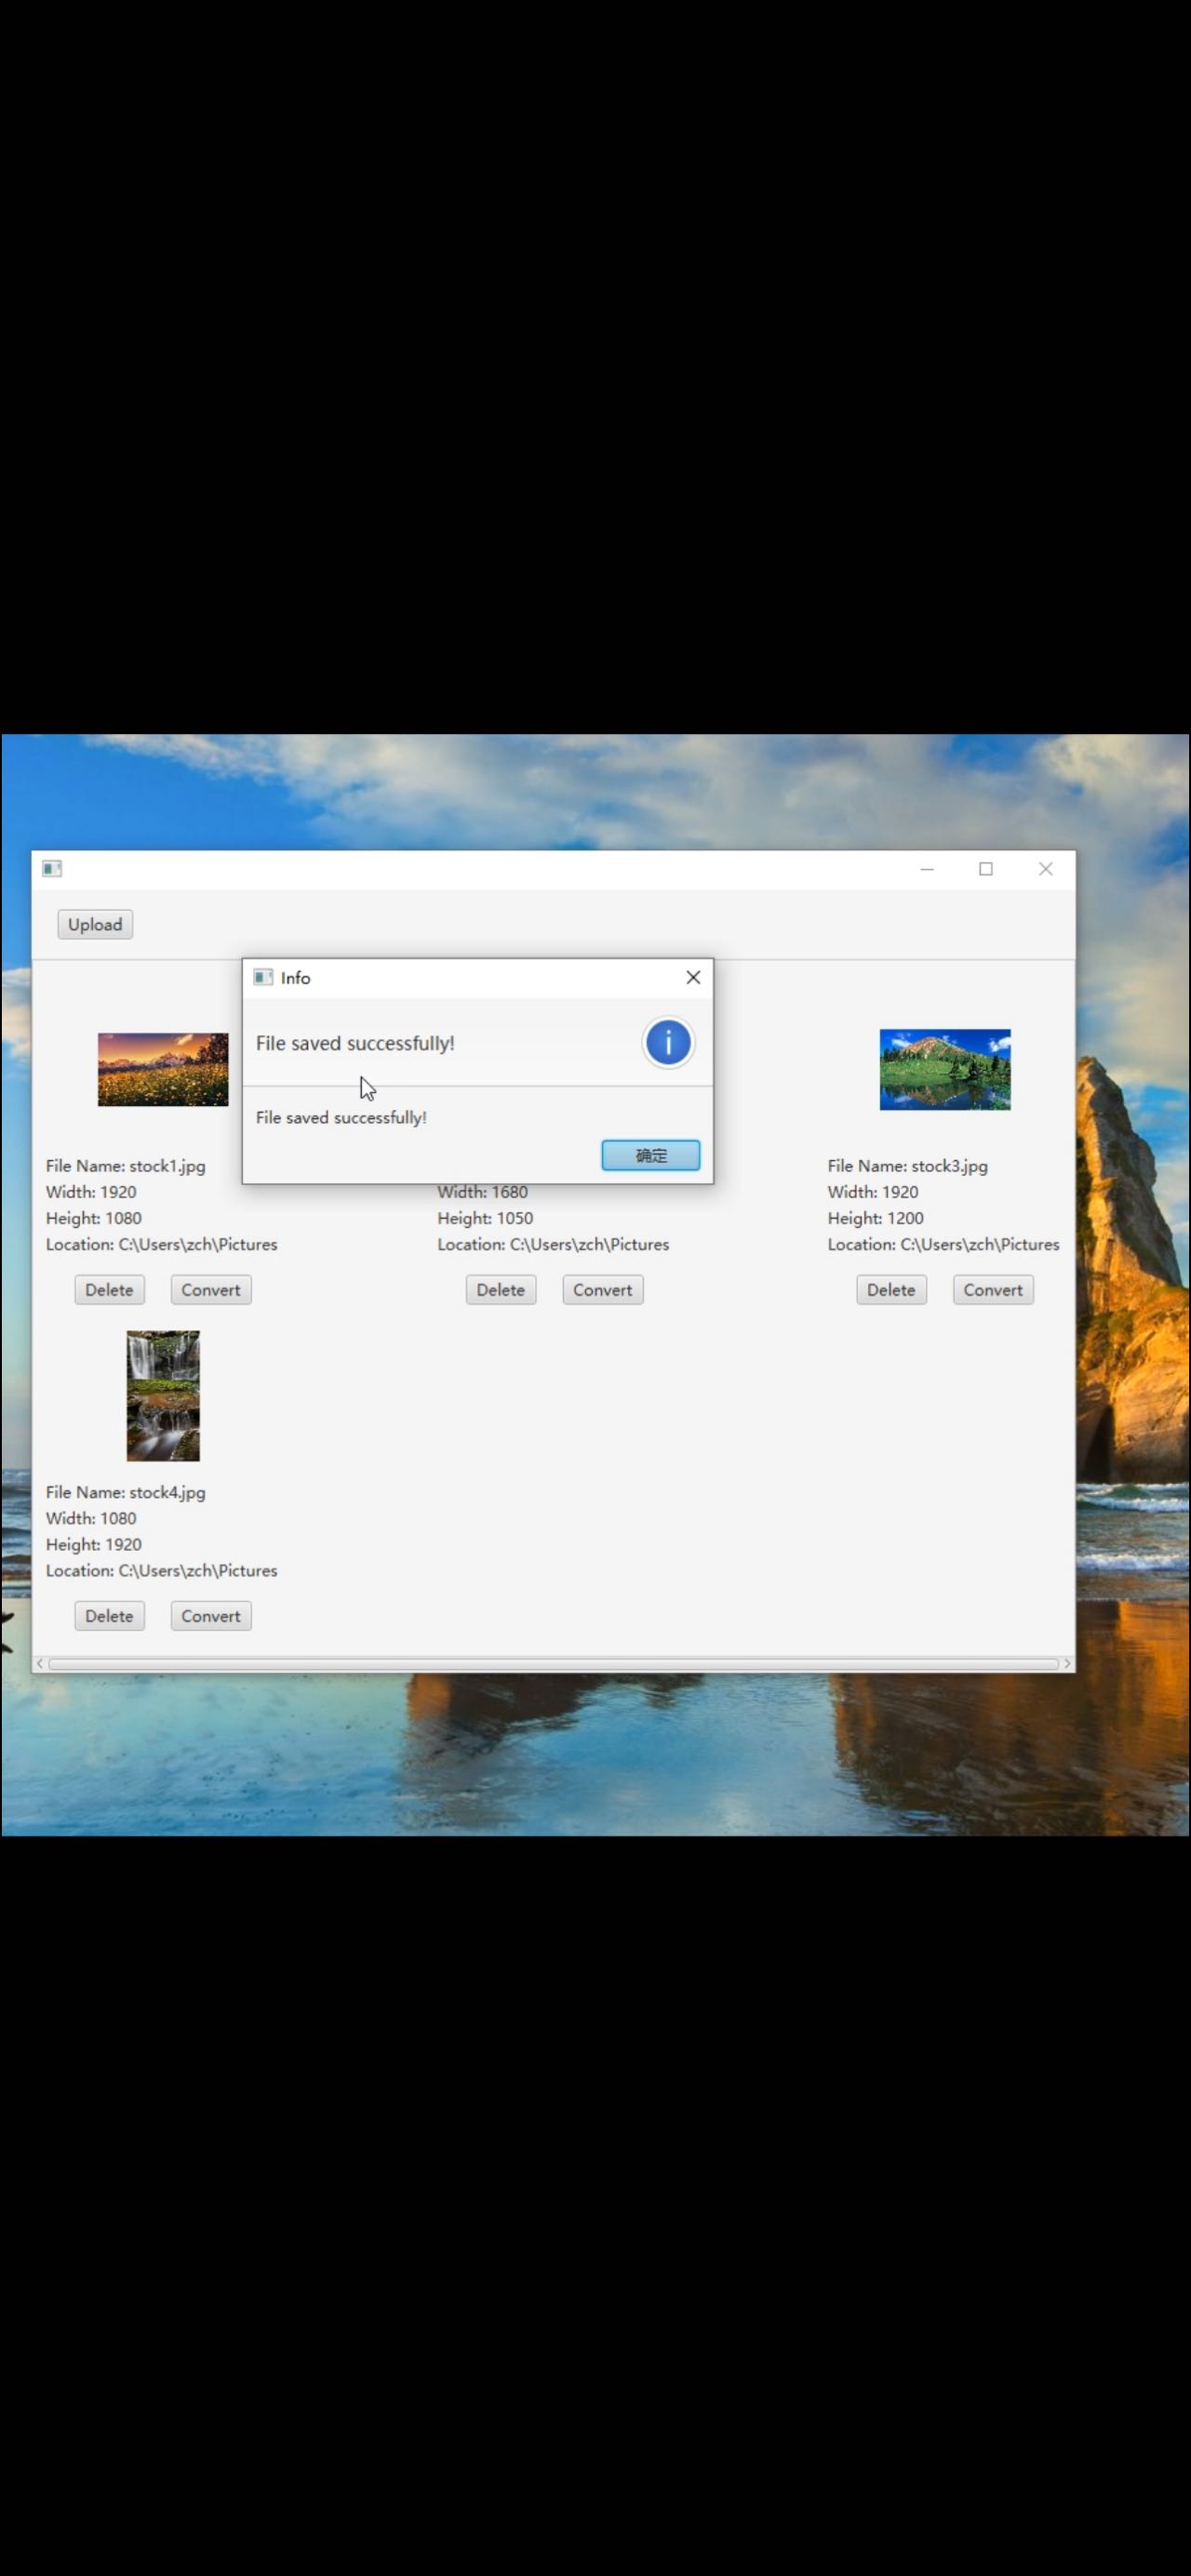 Upload
Info
File saved successfully!
File saved successfully!
确定
File Name: stock1.jpg
Width: 1920
Height: 1080
Location: C:\Users\zch\Pictures
Delete Convert
Width: 1680
Height: 1050
Location: C:\Users\zch\Pictures
Delete Convert
File Name: stock3.jpg
Width: 1920
Height: 1200
Location: C:\Users\zch\Pictures
Delete Convert
File Name: stock4.jpg
Width: 1080
Height: 1920
Location: C:\Users\zch\Pictures
Delete Convert